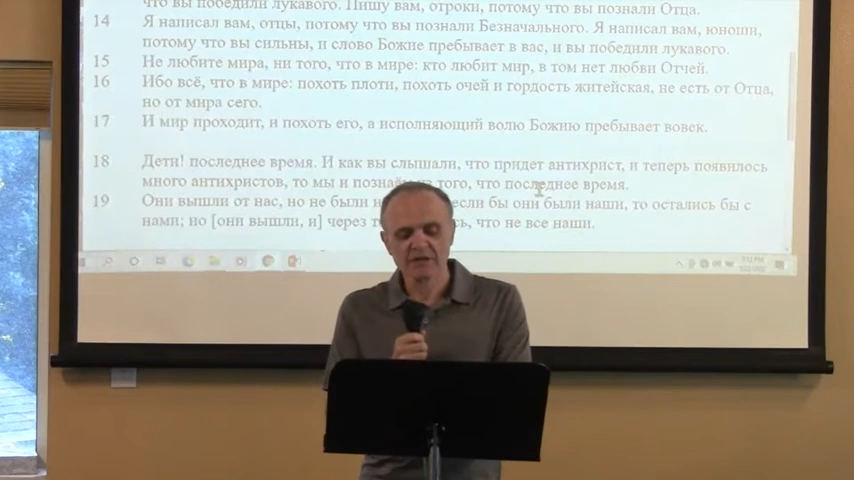 что вы победили лукавого. Пишу вам, отроки, потому что вы познали Отца.
14 Я написал вам, отцы, потому что вы познали Безначального. Я написал вам, юноши,
потому что вы сильны, и слово Божие пребывает в вас, и вы победили лукавого.
15 Не любите мира, ни того, что в мире: кто любит мир, в том нет любви Отчей.
16 Ибо всё, что в мире: похоть плоти, похоть очей и гордость житейская, не есть от Отца,
но от мира сего.
17 И мир проходит, и похоть его, а исполняющий волю Божию пребывает вовек.
18 Дети! последнее время. И как вы слышали, что придет антихрист, и теперь появилось
много антихристов, то мы и познаём того, что последнее время.
19 Они вышли от нас, но не были если бы они были наши, то остались бы с
нами; но [они вышли, и] через что не все наши.